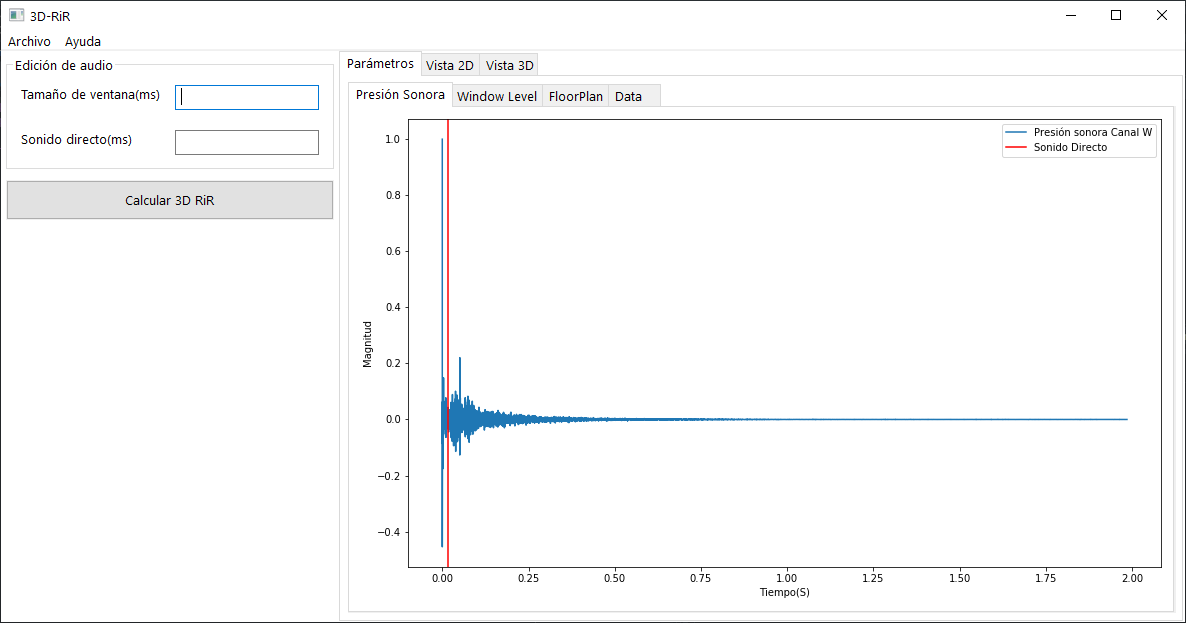 3D-RiR
Archivo Ayuda
Edición de audio
Tamaño de ventana(ms)
Sonido directo(ms)
Calcular 3D RiR
Parámetros Vista 2D Vista 3D
Presión Sonora Window Level FloorPlan Data
Presión sonora Canal W
Sonido Directo
Magnitud
1.0
0.8
0.6
0.4
0.2
0.0
−0.2
−0.4
0.00 0.25 0.50 0.75 1.00 1.25 1.50 1.75 2.00
Tiempo(S)